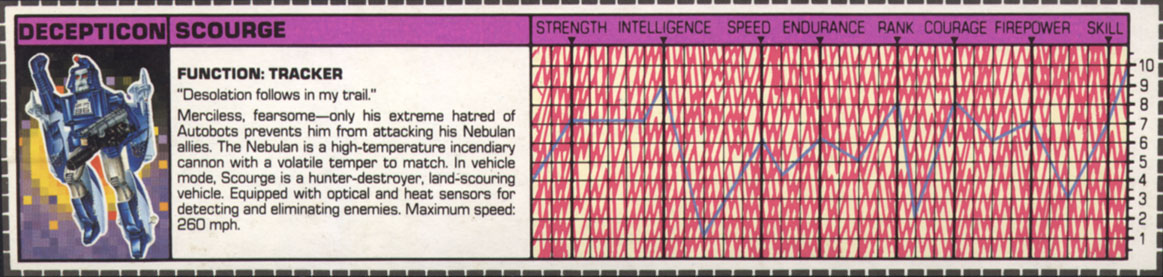 DECEPTICON SCOURGE
STRENGTH INTELLIGENCE SPEED ENDURANCE RANK COURAGE FIREPOWER SKILL
FUNCTION: TRACKER
"Desolation follows in my trail."
Merciless, fearsome—only his extreme hatred of
Autobots prevents him from attacking his Nebulan
allies. The Nebulan is a high-temperature incendiary
cannon with a volatile temper to match. In vehicle
mode, Scourge is a hunter-destroyer, land-scouring
vehicle. Equipped with optical and heat sensors for
detecting and eliminating enemies. Maximum speed:
260 mph.
10
9
8
7
6
5
4
3
2
1